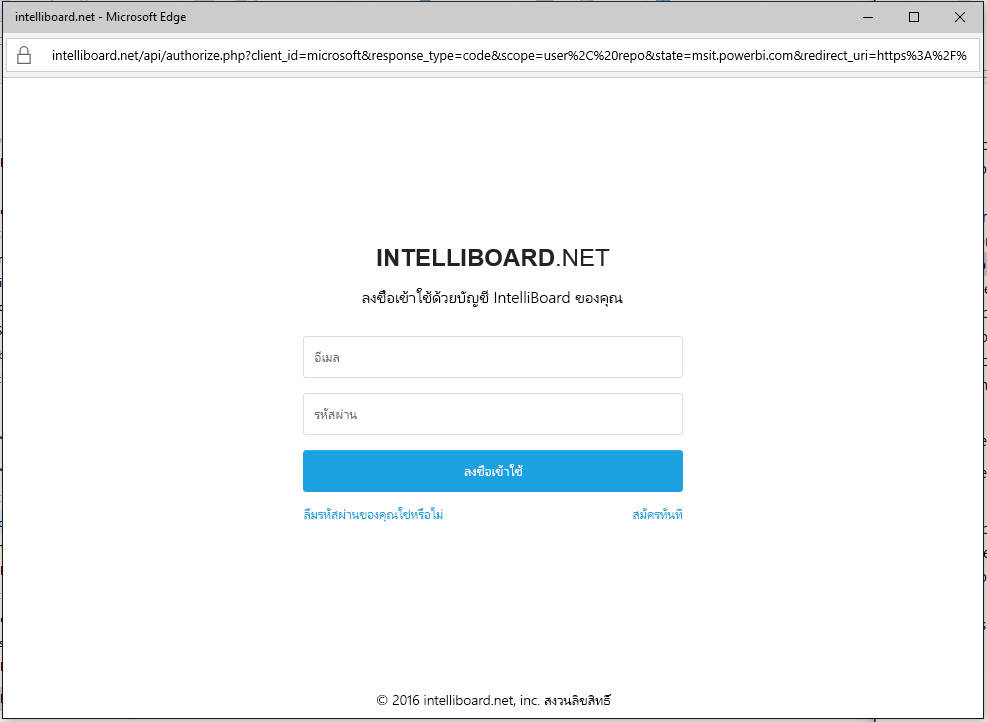 intelliboard.net - Microsoft Edge
intelliboard.net/api/authorize.php?client_id=microsoft&response_type=code&scope=user%2C%20repo&state=msit.powerbi.com&redirect_uri=https%3A%2F%
INTELLIBOARD.NET
ลงชื่อเข้าใช้ด้วยบัญชี IntelliBoard ของคุณ
อีเมล
รหัสผ่าน
ลงชื่อเข้าใช้
ลืมรหัสผ่านของคุณใช่หรือไม่ สมัครทันที
© 2016 intelliboard.net, inc. สงวนลิขสิทธิ์